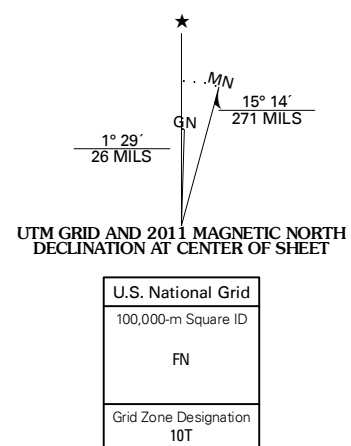 ★
MN
15° 14´
271 MILS
GN
1° 29´
26 MILS
UTM GRID AND 2011 MAGNETIC NORTH
DECLINATION AT CENTER OF SHEET
U.S. National Grid
100,000-m Square ID
FN
Grid Zone Designation
10T